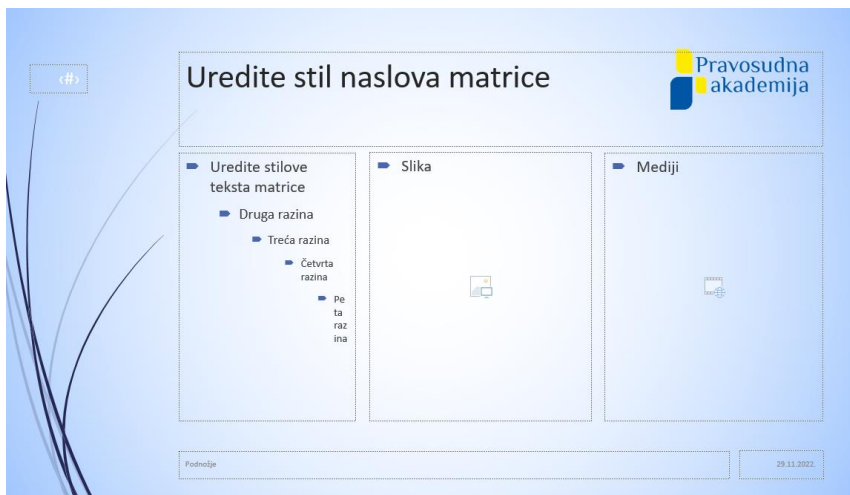 ‹#›
Uredite stil naslova matrice
Pravosudna
akademija
Uredite stilove
teksta matrice
Druga razina
Treća razina
Četvrta
razina
Pe
ta
raz
ina
Slika
Mediji
Podnožje
29.11.2022.